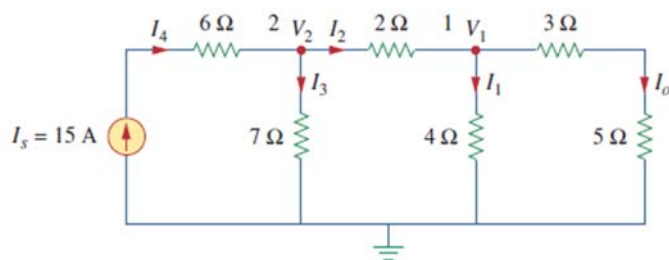 I₄ 6 Ω 2 V₂ I₂ 2 Ω 1 V₁ 3 Ω
I₃ I₁ Iₒ
Iₛ = 15 A 7 Ω 4 Ω 5 Ω